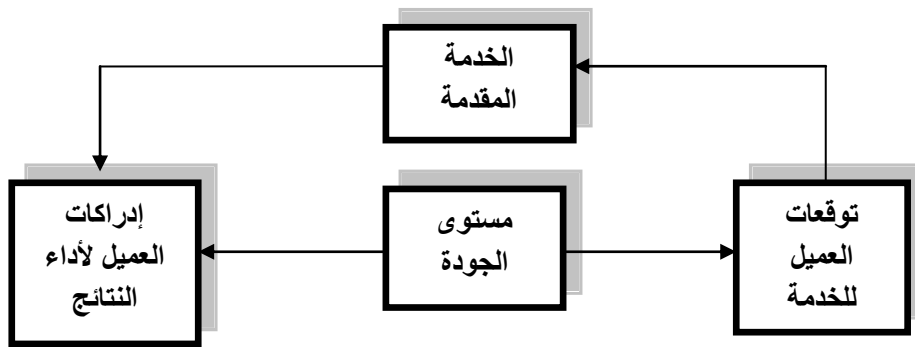 الخدمة
المقدمة
توقعات
العميل
للخدمة
مستوى
الجودة
إدراكات
العميل لأداء
النتائج